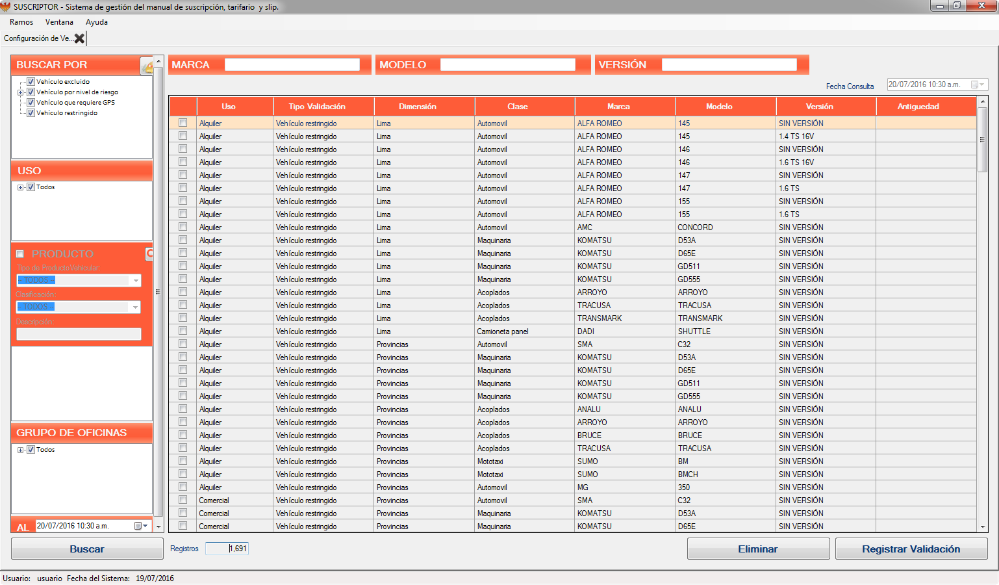 SUSCRIPTOR - Sistema de gestión del manual de suscripción, tarifario y slip.
Ramos Ventana Ayuda
Configuración de Ve...
BUSCAR POR
Vehículo excluido
Vehículo por nivel de riesgo
Vehículo que requiere GPS
Vehículo restringido
USO
Todos
PRODUCTO
Tipo de ProductoVehicular:
-- TODOS --
Clasificación:
-- TODOS --
Descripción:
GRUPO DE OFICINAS
Todos
AL 20/07/2016 10:30 a.m.
Buscar
MARCA MODELO VERSIÓN
Fecha Consulta 20/07/2016 10:30 a.m.
Uso Tipo Validación Dimensión Clase Marca Modelo Versión Antiguedad
Alquiler Vehículo restringido Lima Automovil ALFA ROMEO 145 SIN VERSIÓN
Alquiler Vehículo restringido Lima Automovil ALFA ROMEO 145 1.4 TS 16V
Alquiler Vehículo restringido Lima Automovil ALFA ROMEO 146 SIN VERSIÓN
Alquiler Vehículo restringido Lima Automovil ALFA ROMEO 146 1.6 TS 16V
Alquiler Vehículo restringido Lima Automovil ALFA ROMEO 147 SIN VERSIÓN
Alquiler Vehículo restringido Lima Automovil ALFA ROMEO 147 1.6 TS
Alquiler Vehículo restringido Lima Automovil ALFA ROMEO 155 SIN VERSIÓN
Alquiler Vehículo restringido Lima Automovil ALFA ROMEO 155 1.6 TS
Alquiler Vehículo restringido Lima Automovil AMC CONCORD SIN VERSIÓN
Alquiler Vehículo restringido Lima Maquinaria KOMATSU D53A SIN VERSIÓN
Alquiler Vehículo restringido Lima Maquinaria KOMATSU D65E SIN VERSIÓN
Alquiler Vehículo restringido Lima Maquinaria KOMATSU GD511 SIN VERSIÓN
Alquiler Vehículo restringido Lima Maquinaria KOMATSU GD555 SIN VERSIÓN
Alquiler Vehículo restringido Lima Acoplados ARROYO ARROYO SIN VERSIÓN
Alquiler Vehículo restringido Lima Acoplados TRACUSA TRACUSA SIN VERSIÓN
Alquiler Vehículo restringido Lima Acoplados TRANSMARK TRANSMARK SIN VERSIÓN
Alquiler Vehículo restringido Lima Camioneta panel DADI SHUTTLE SIN VERSIÓN
Alquiler Vehículo restringido Provincias Automovil SMA C32 SIN VERSIÓN
Alquiler Vehículo restringido Provincias Maquinaria KOMATSU D53A SIN VERSIÓN
Alquiler Vehículo restringido Provincias Maquinaria KOMATSU D65E SIN VERSIÓN
Alquiler Vehículo restringido Provincias Maquinaria KOMATSU GD511 SIN VERSIÓN
Alquiler Vehículo restringido Provincias Maquinaria KOMATSU GD555 SIN VERSIÓN
Alquiler Vehículo restringido Provincias Acoplados ANALU ANALU SIN VERSIÓN
Alquiler Vehículo restringido Provincias Acoplados ARROYO ARROYO SIN VERSIÓN
Alquiler Vehículo restringido Provincias Acoplados BRUCE BRUCE SIN VERSIÓN
Alquiler Vehículo restringido Provincias Acoplados TRACUSA TRACUSA SIN VERSIÓN
Alquiler Vehículo restringido Provincias Mototaxi SUMO BM SIN VERSIÓN
Alquiler Vehículo restringido Provincias Mototaxi SUMO BMCH SIN VERSIÓN
Alquiler Vehículo restringido Provincias Automovil MG 350 SIN VERSIÓN
Comercial Vehículo restringido Provincias Automovil SMA C32 SIN VERSIÓN
Comercial Vehículo restringido Provincias Maquinaria KOMATSU D53A SIN VERSIÓN
Comercial Vehículo restringido Provincias Maquinaria KOMATSU D65E SIN VERSIÓN
Registros 1,691 Eliminar Registrar Validación
Usuario: usuario Fecha del Sistema: 19/07/2016